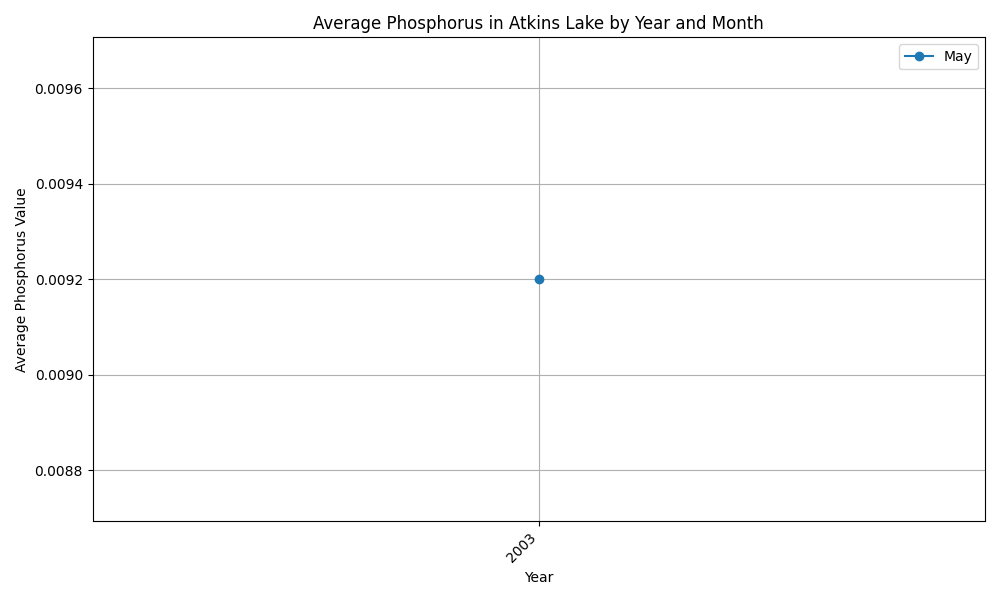 Average Phosphorus in Atkins Lake by Year and Month
May
0.0096
0.0094
0.0092
0.0090
0.0088
Average Phosphorus Value
2003
Year